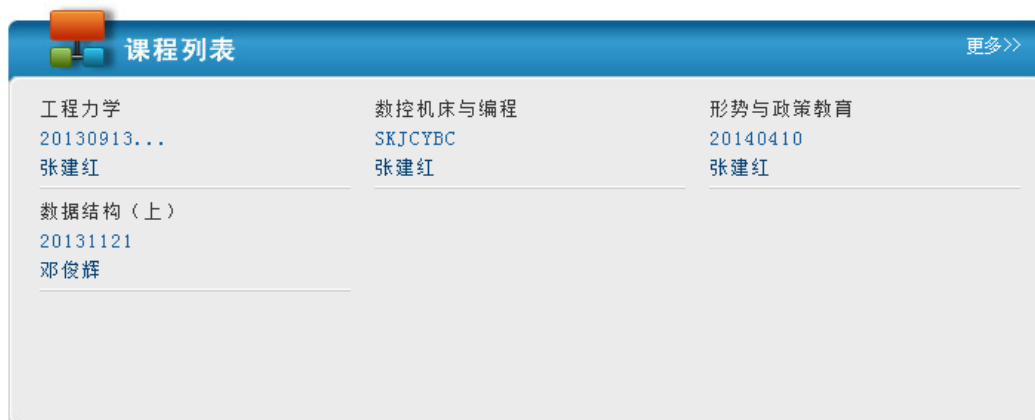 课程列表
更多>>
工程力学
20130913...
张建红
数控机床与编程
SKJCYBC
张建红
形势与政策教育
20140410
张建红
数据结构（上）
20131121
邓俊辉